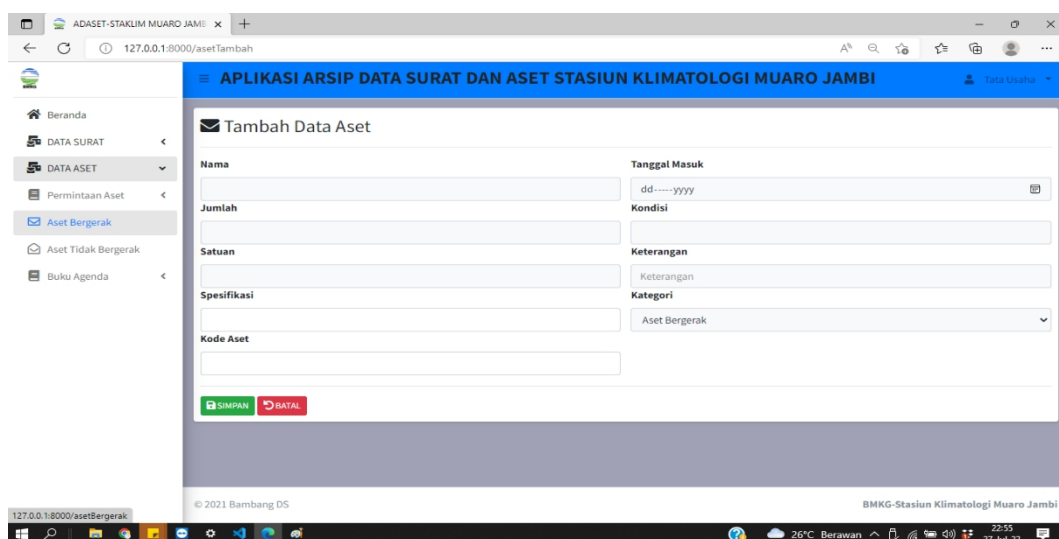 ADASET-STAKLIM MUARO JAMB
127.0.0.1:8000/asetTambah
BMKG
APLIKASI ARSIP DATA SURAT DAN ASET STASIUN KLIMATOLOGI MUARO JAMBI
Tata Usaha
Beranda
DATA SURAT
DATA ASET
Permintaan Aset
Aset Bergerak
Aset Tidak Bergerak
Buku Agenda
Tambah Data Aset
Nama
Tanggal Masuk
dd-----yyyy
Jumlah
Kondisi
Satuan
Keterangan
Keterangan
Spesifikasi
Kategori
Aset Bergerak
Kode Aset
SIMPAN
BATAL
© 2021 Bambang DS
BMKG-Stasiun Klimatologi Muaro Jambi
127.0.0.1:8000/asetBergerak
26°C Berawan
22:55